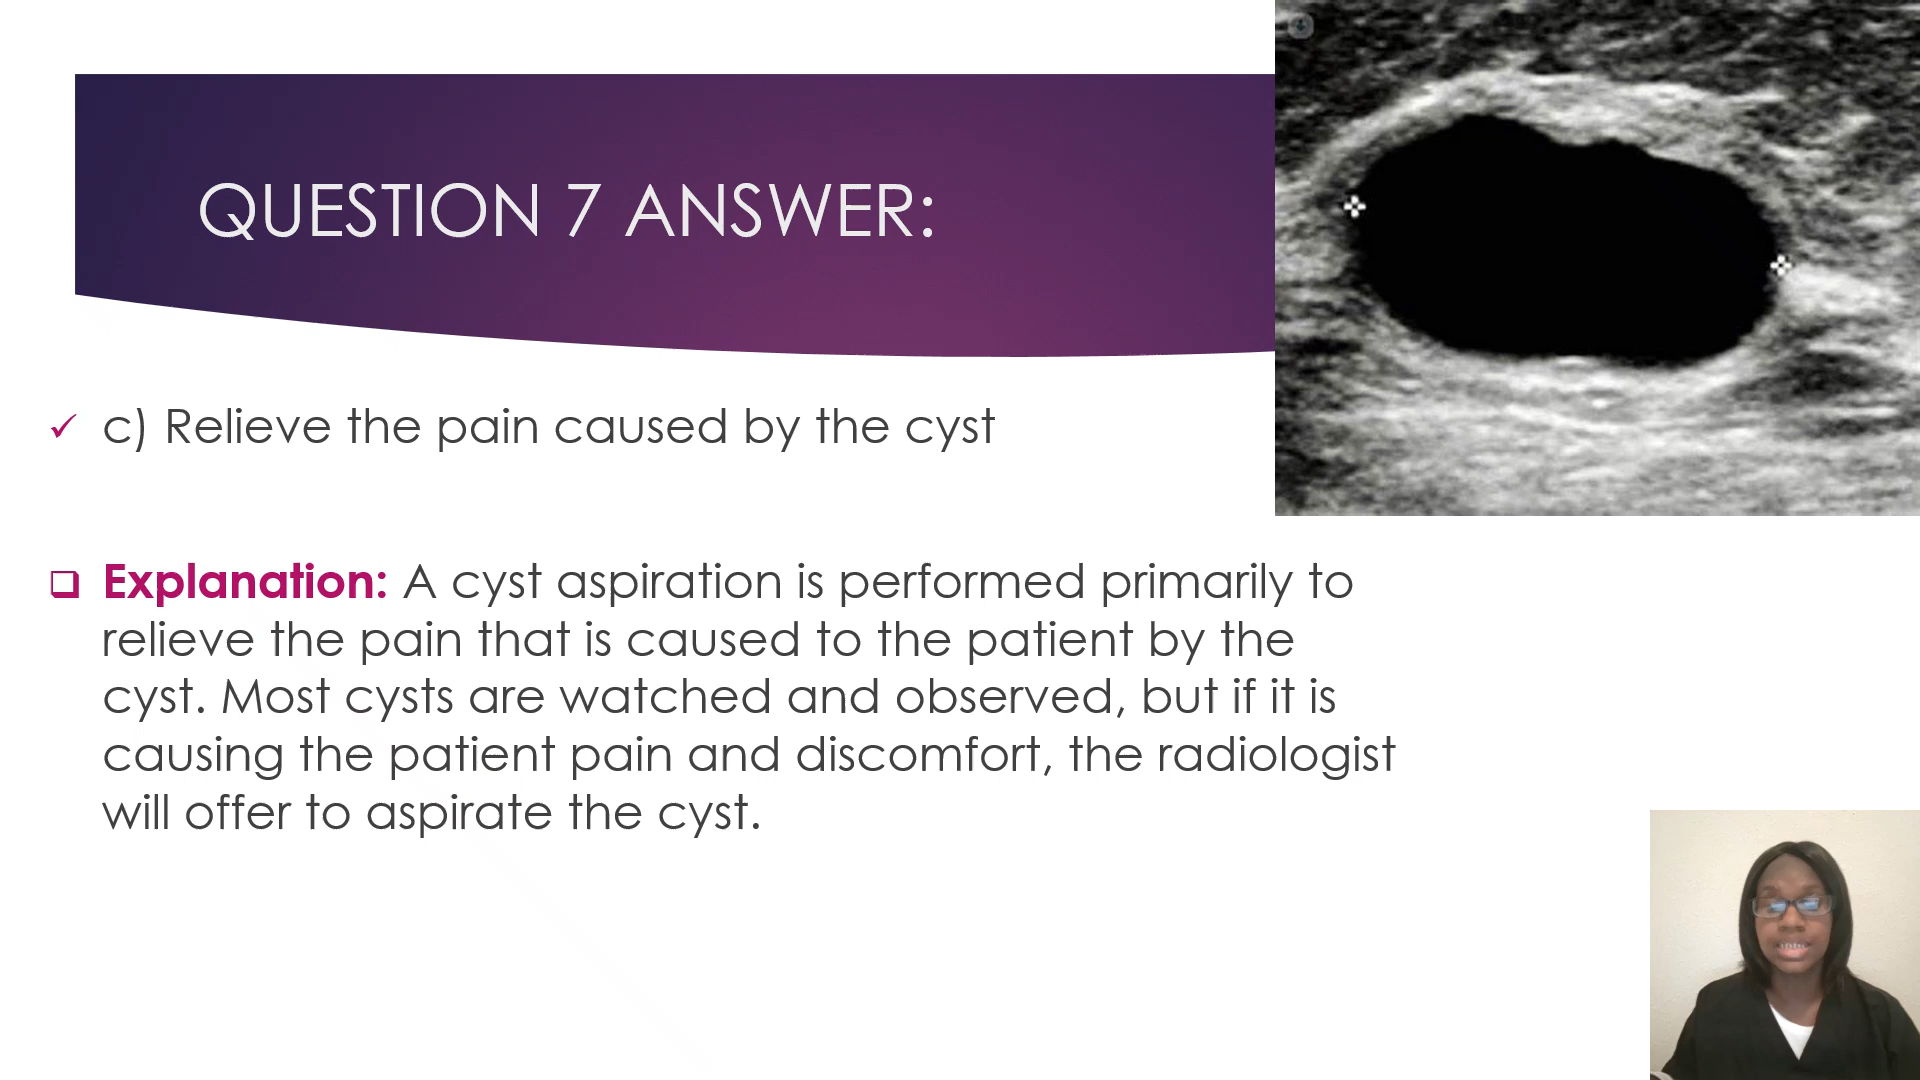 QUESTION 7 ANSWER:
c) Relieve the pain caused by the cyst
Explanation: A cyst aspiration is performed primarily to
relieve the pain that is caused to the patient by the
cyst. Most cysts are watched and observed, but if it is
causing the patient pain and discomfort, the radiologist
will offer to aspirate the cyst.